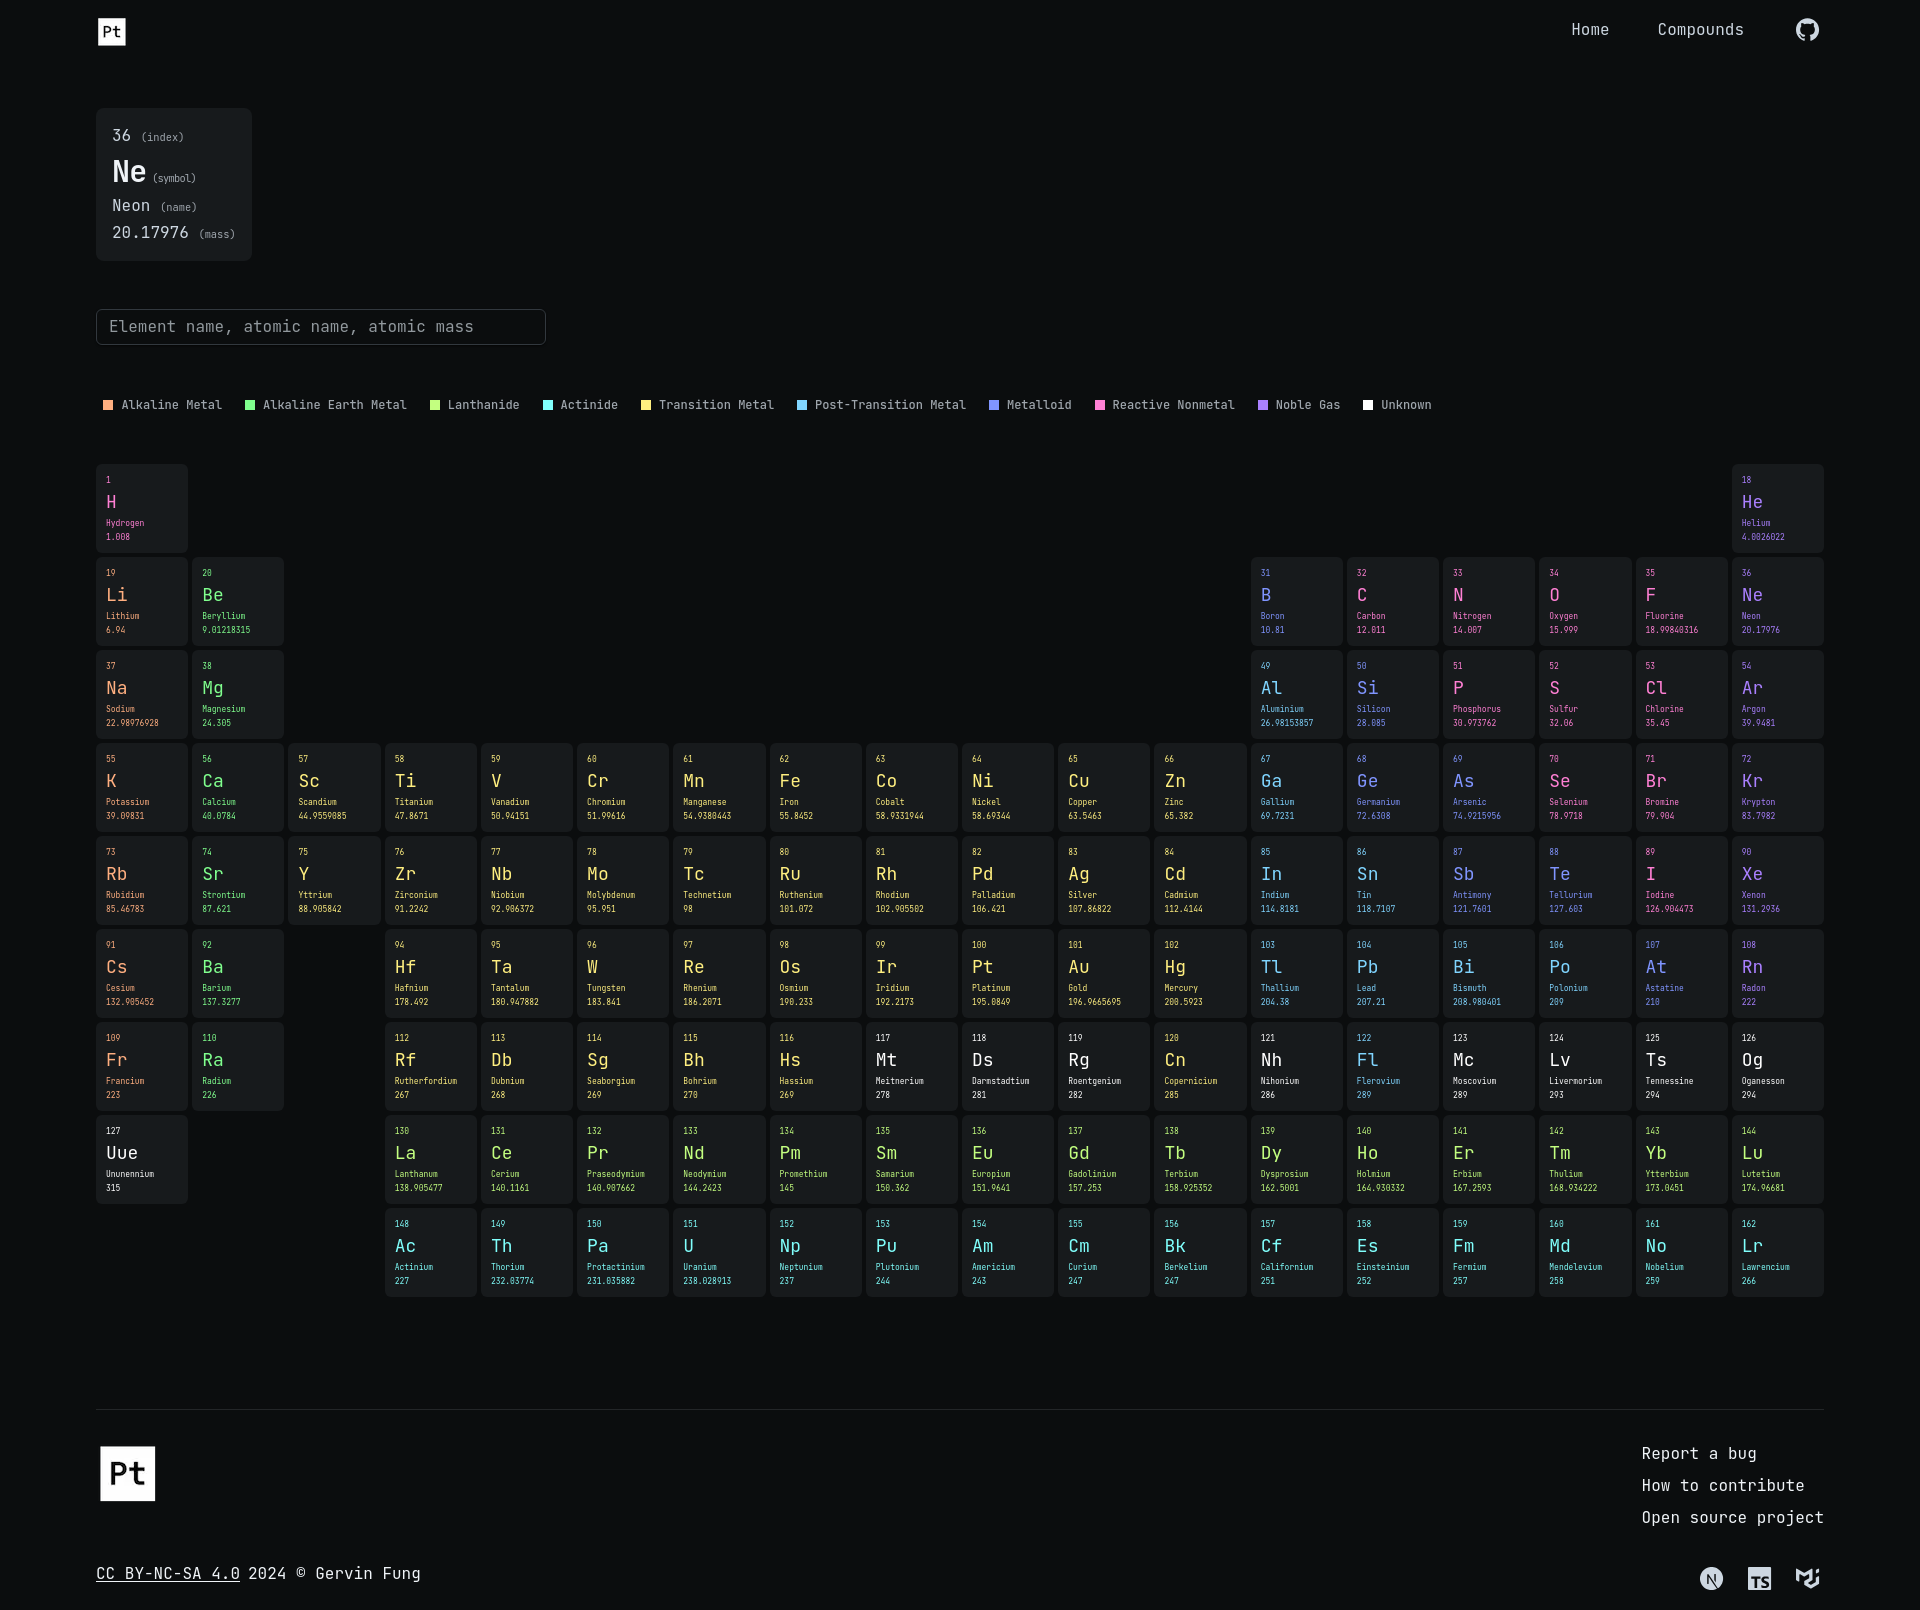 Pt
Home Compounds
36 (index)
Ne (symbol)
Neon (name)
20.17976 (mass)
Element name, atomic name, atomic mass
Alkaline Metal Alkaline Earth Metal Lanthanide Actinide Transition Metal Post-Transition Metal Metalloid Reactive Nonmetal Noble Gas Unknown
1 18
H He
Hydrogen Helium
1.008 4.0026022
19 20 31 32 33 34 35 36
Li Be B C N O F Ne
Lithium Beryllium Boron Carbon Nitrogen Oxygen Fluorine Neon
6.94 9.01218315 10.81 12.011 14.007 15.999 18.99840316 20.17976
37 38 49 50 51 52 53 54
Na Mg Al Si P S Cl Ar
Sodium Magnesium Aluminium Silicon Phosphorus Sulfur Chlorine Argon
22.98976928 24.305 26.98153857 28.085 30.973762 32.06 35.45 39.9481
55 56 57 58 59 60 61 62 63 64 65 66 67 68 69 70 71 72
K Ca Sc Ti V Cr Mn Fe Co Ni Cu Zn Ga Ge As Se Br Kr
Potassium Calcium Scandium Titanium Vanadium Chromium Manganese Iron Cobalt Nickel Copper Zinc Gallium Germanium Arsenic Selenium Bromine Krypton
39.09831 40.0784 44.9559085 47.8671 50.94151 51.99616 54.9380443 55.8452 58.9331944 58.69344 63.5463 65.382 69.7231 72.6308 74.9215956 78.9718 79.904 83.7982
73 74 75 76 77 78 79 80 81 82 83 84 85 86 87 88 89 90
Rb Sr Y Zr Nb Mo Tc Ru Rh Pd Ag Cd In Sn Sb Te I Xe
Rubidium Strontium Yttrium Zirconium Niobium Molybdenum Technetium Ruthenium Rhodium Palladium Silver Cadmium Indium Tin Antimony Tellurium Iodine Xenon
85.46783 87.621 88.905842 91.2242 92.906372 95.951 98 101.072 102.905502 106.421 107.86822 112.4144 114.8181 118.7107 121.7601 127.603 126.904473 131.2936
91 92 94 95 96 97 98 99 100 101 102 103 104 105 106 107 108
Cs Ba Hf Ta W Re Os Ir Pt Au Hg Tl Pb Bi Po At Rn
Cesium Barium Hafnium Tantalum Tungsten Rhenium Osmium Iridium Platinum Gold Mercury Thallium Lead Bismuth Polonium Astatine Radon
132.905452 137.3277 178.492 180.947882 183.841 186.2071 190.233 192.2173 195.0849 196.9665695 200.5923 204.38 207.21 208.980401 209 210 222
109 110 112 113 114 115 116 117 118 119 120 121 122 123 124 125 126
Fr Ra Rf Db Sg Bh Hs Mt Ds Rg Cn Nh Fl Mc Lv Ts Og
Francium Radium Rutherfordium Dubnium Seaborgium Bohrium Hassium Meitnerium Darmstadtium Roentgenium Copernicium Nihonium Flerovium Moscovium Livermorium Tennessine Oganesson
223 226 267 268 269 270 269 278 281 282 285 286 289 289 293 294 294
127 130 131 132 133 134 135 136 137 138 139 140 141 142 143 144
Uue La Ce Pr Nd Pm Sm Eu Gd Tb Dy Ho Er Tm Yb Lu
Ununennium Lanthanum Cerium Praseodymium Neodymium Promethium Samarium Europium Gadolinium Terbium Dysprosium Holmium Erbium Thulium Ytterbium Lutetium
315 138.905477 140.1161 140.907662 144.2423 145 150.362 151.9641 157.253 158.925352 162.5001 164.930332 167.2593 168.934222 173.0451 174.96681
148 149 150 151 152 153 154 155 156 157 158 159 160 161 162
Ac Th Pa U Np Pu Am Cm Bk Cf Es Fm Md No Lr
Actinium Thorium Protactinium Uranium Neptunium Plutonium Americium Curium Berkelium Californium Einsteinium Fermium Mendelevium Nobelium Lawrencium
227 232.03774 231.035882 238.028913 237 244 243 247 247 251 252 257 258 259 266
Pt
Report a bug
How to contribute
Open source project
CC BY-NC-SA 4.0 2024 © Gervin Fung
N TS